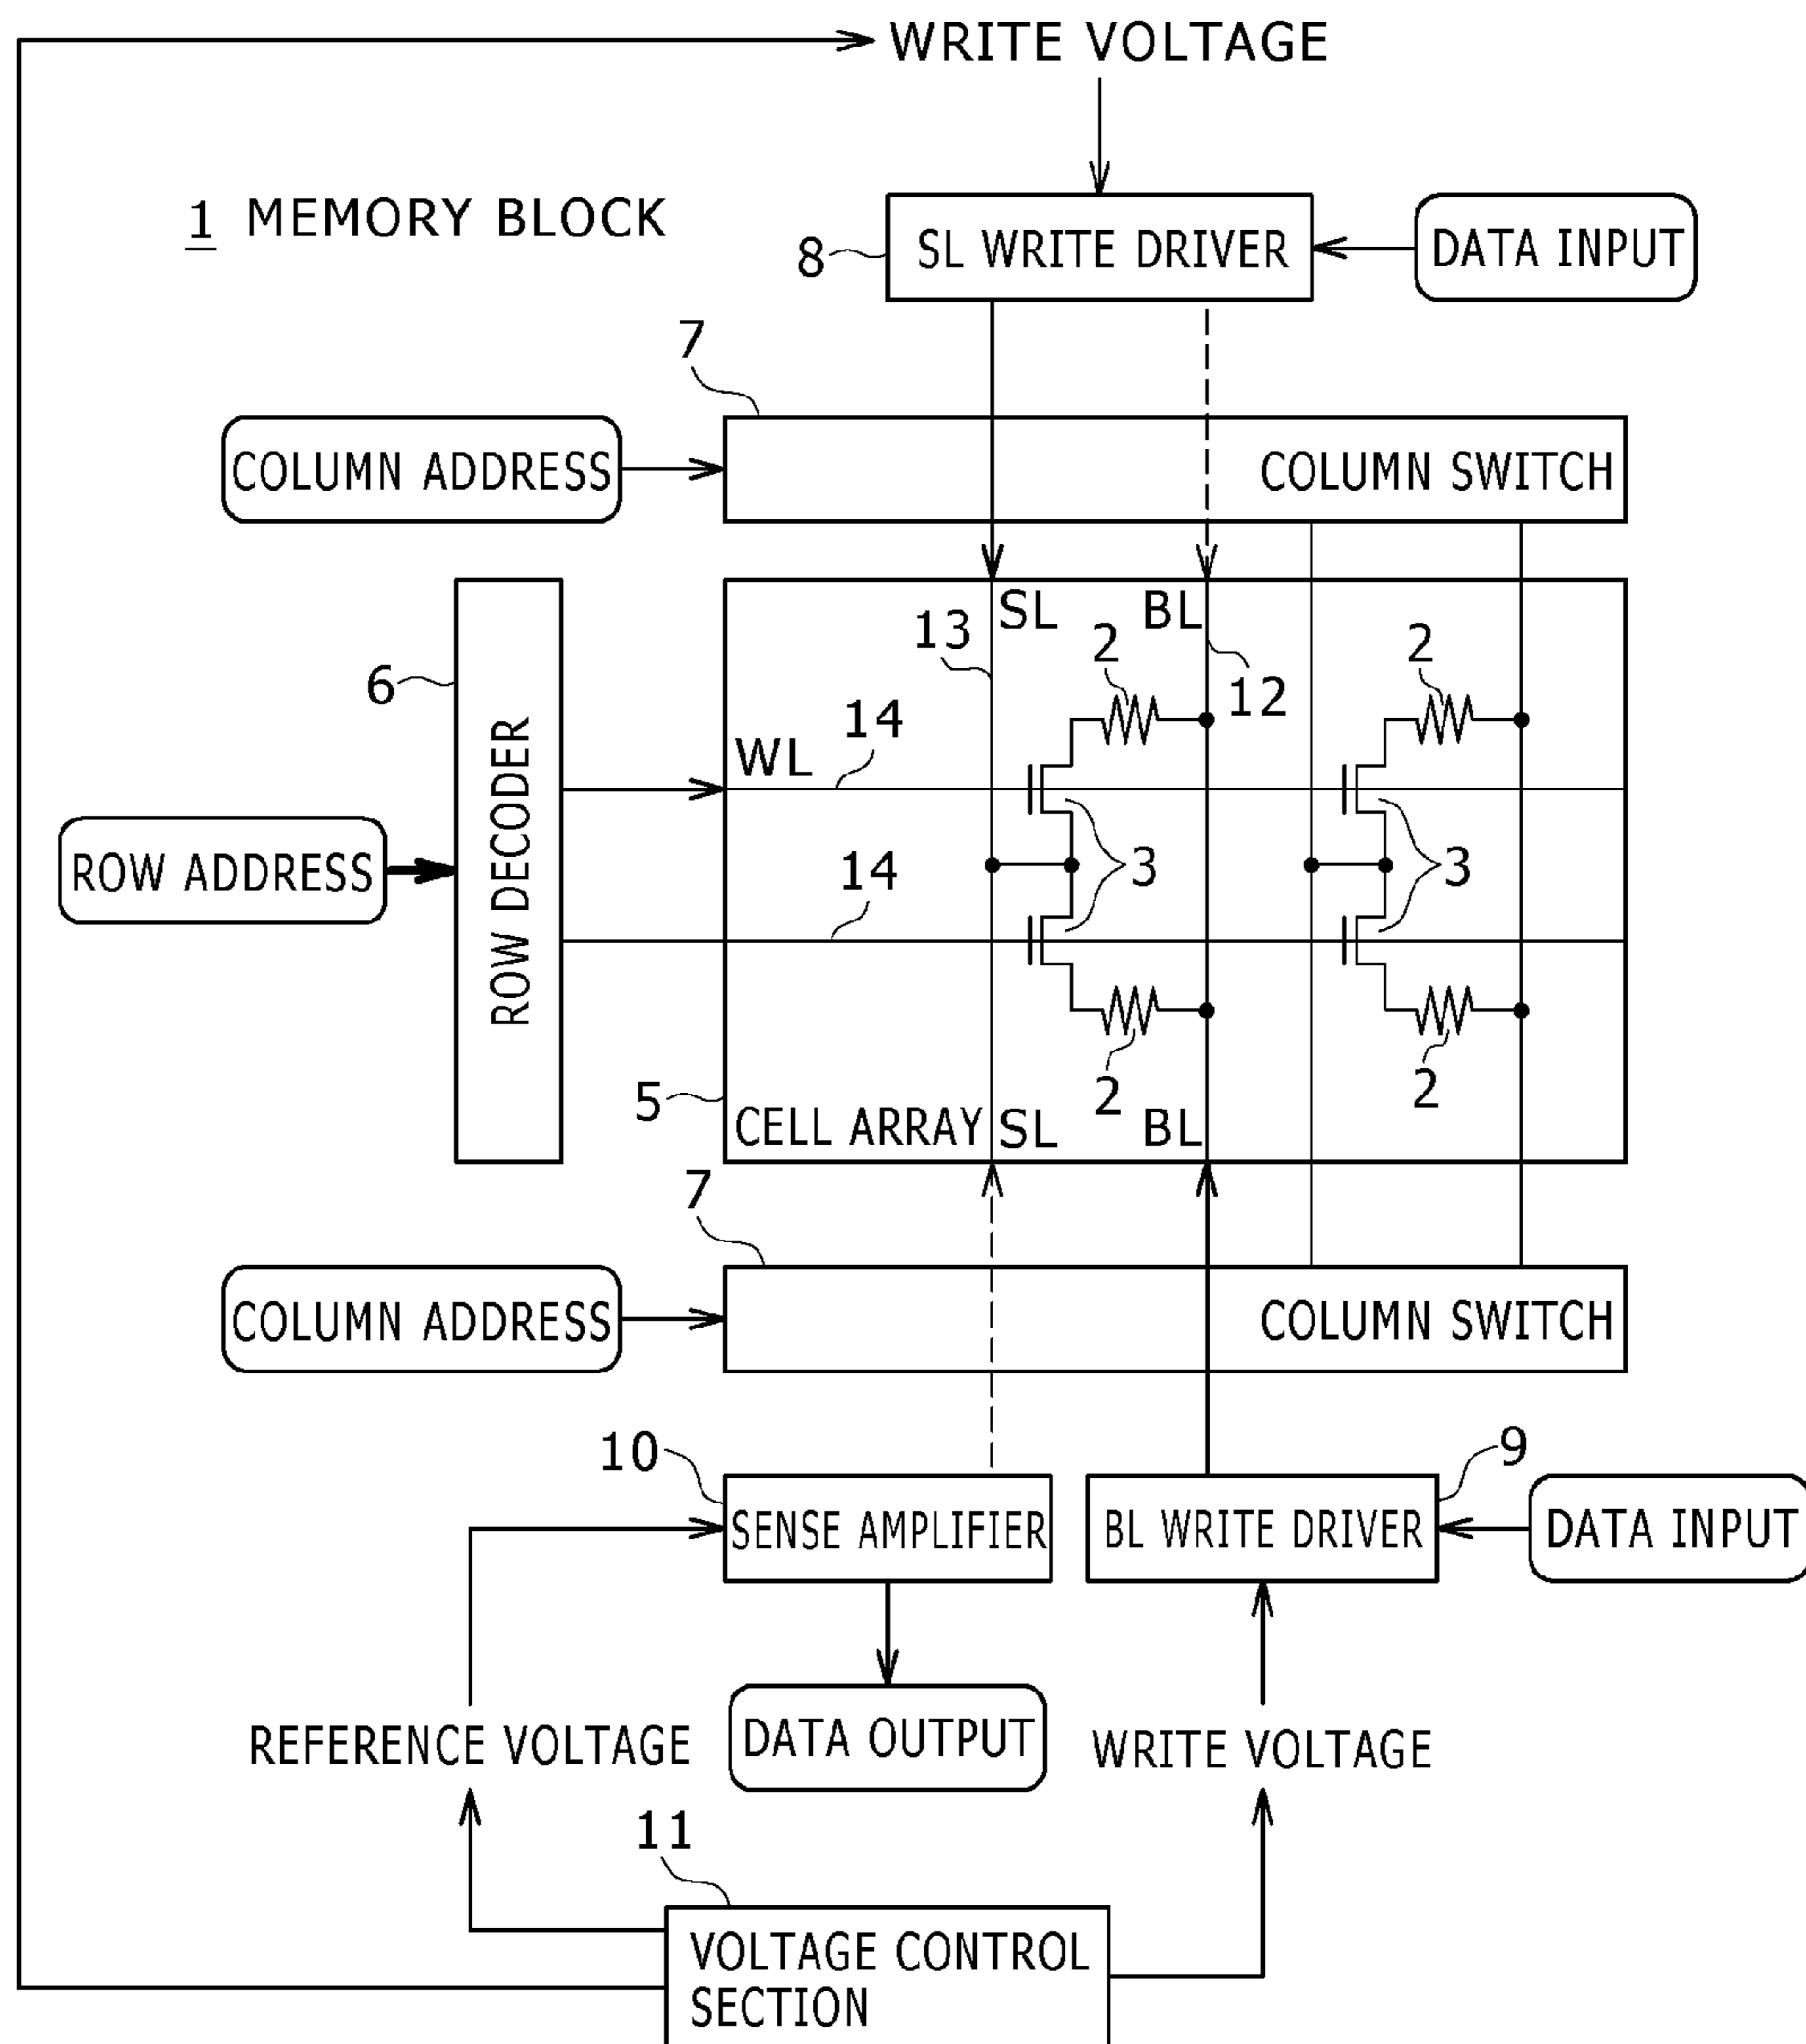 WRITE VOLTAGE
1 MEMORY BLOCK
8
SL WRITE DRIVER
DATA INPUT
7
COLUMN ADDRESS
COLUMN SWITCH
SL
BL
13
2
2
6
12
14
WL
ROW DECODER
ROW ADDRESS
14
3
3
5
2
2
CELL ARRAY
SL
BL
7
COLUMN ADDRESS
COLUMN SWITCH
10
9
SENSE AMPLIFIER
BL WRITE DRIVER
DATA INPUT
REFERENCE VOLTAGE
DATA OUTPUT
WRITE VOLTAGE
11
VOLTAGE CONTROL
SECTION